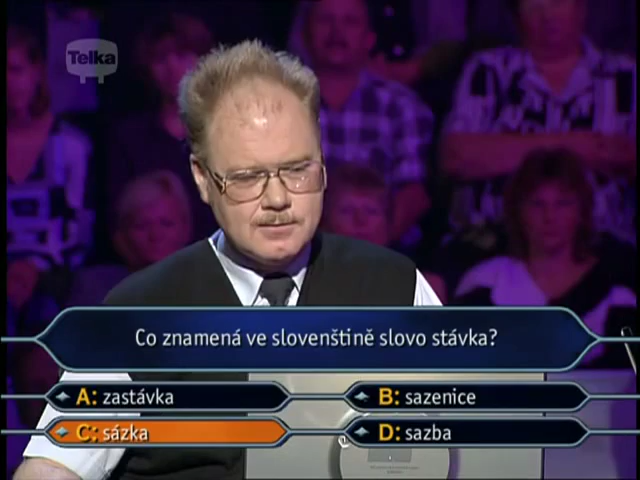 Telka
Co znamená ve slovenštině slovo stávka?
A: zastávka
B: sazenice
C: sázka
D: sazba